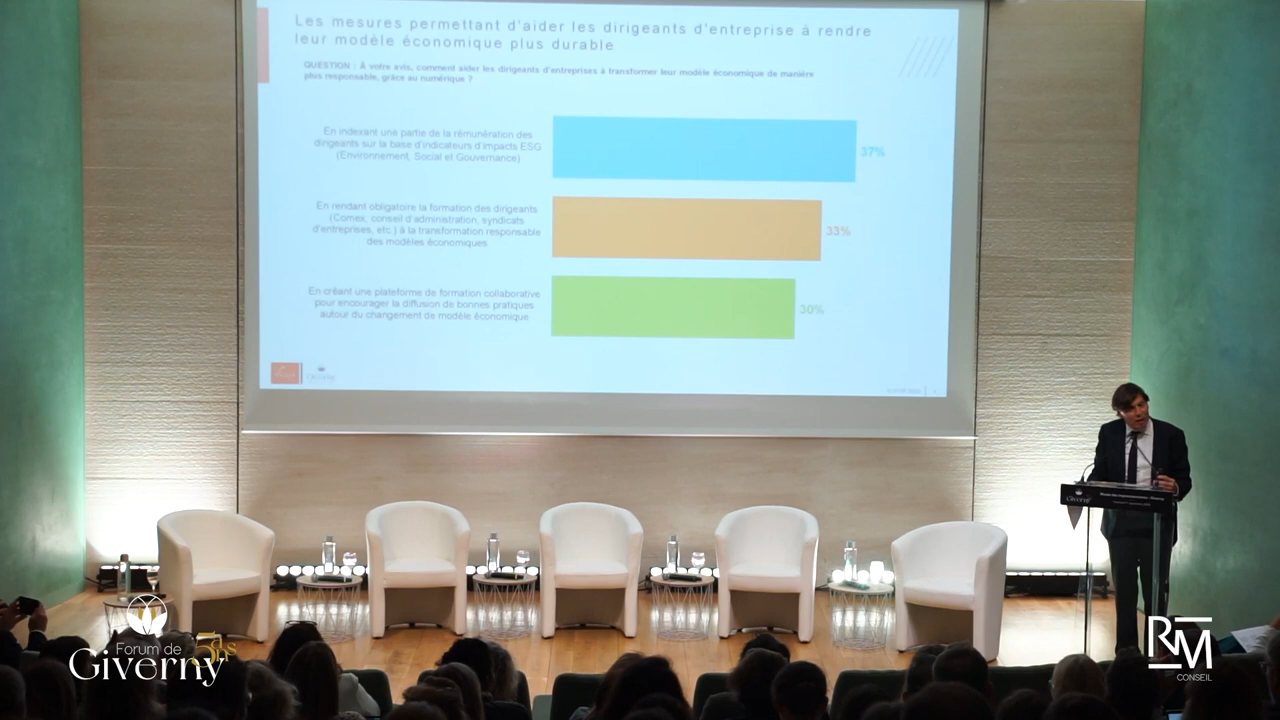 Les mesures permettant d'aider les dirigeants d'entreprise à rendre
leur modèle économique plus durable
QUESTION : À votre avis, comment aider les dirigeants d'entreprises à transformer leur modèle économique de manière
plus responsable, grâce au numérique ?
En indexant une partie de la rémunération des
dirigeants sur la base d'indicateurs d'impacts ESG
(Environnement, Social et Gouvernance)
37%
En rendant obligatoire la formation des dirigeants
(Comex, conseil d'administration, syndicats
d'entreprises, etc.) à la transformation responsable
des modèles économiques
33%
En créant une plateforme de formation collaborative
pour encourager la diffusion de bonnes pratiques
autour du changement de modèle économique
30%
GIVERNY
Giverny
Forum de
Giverny
5 ans
RM
CONSEIL